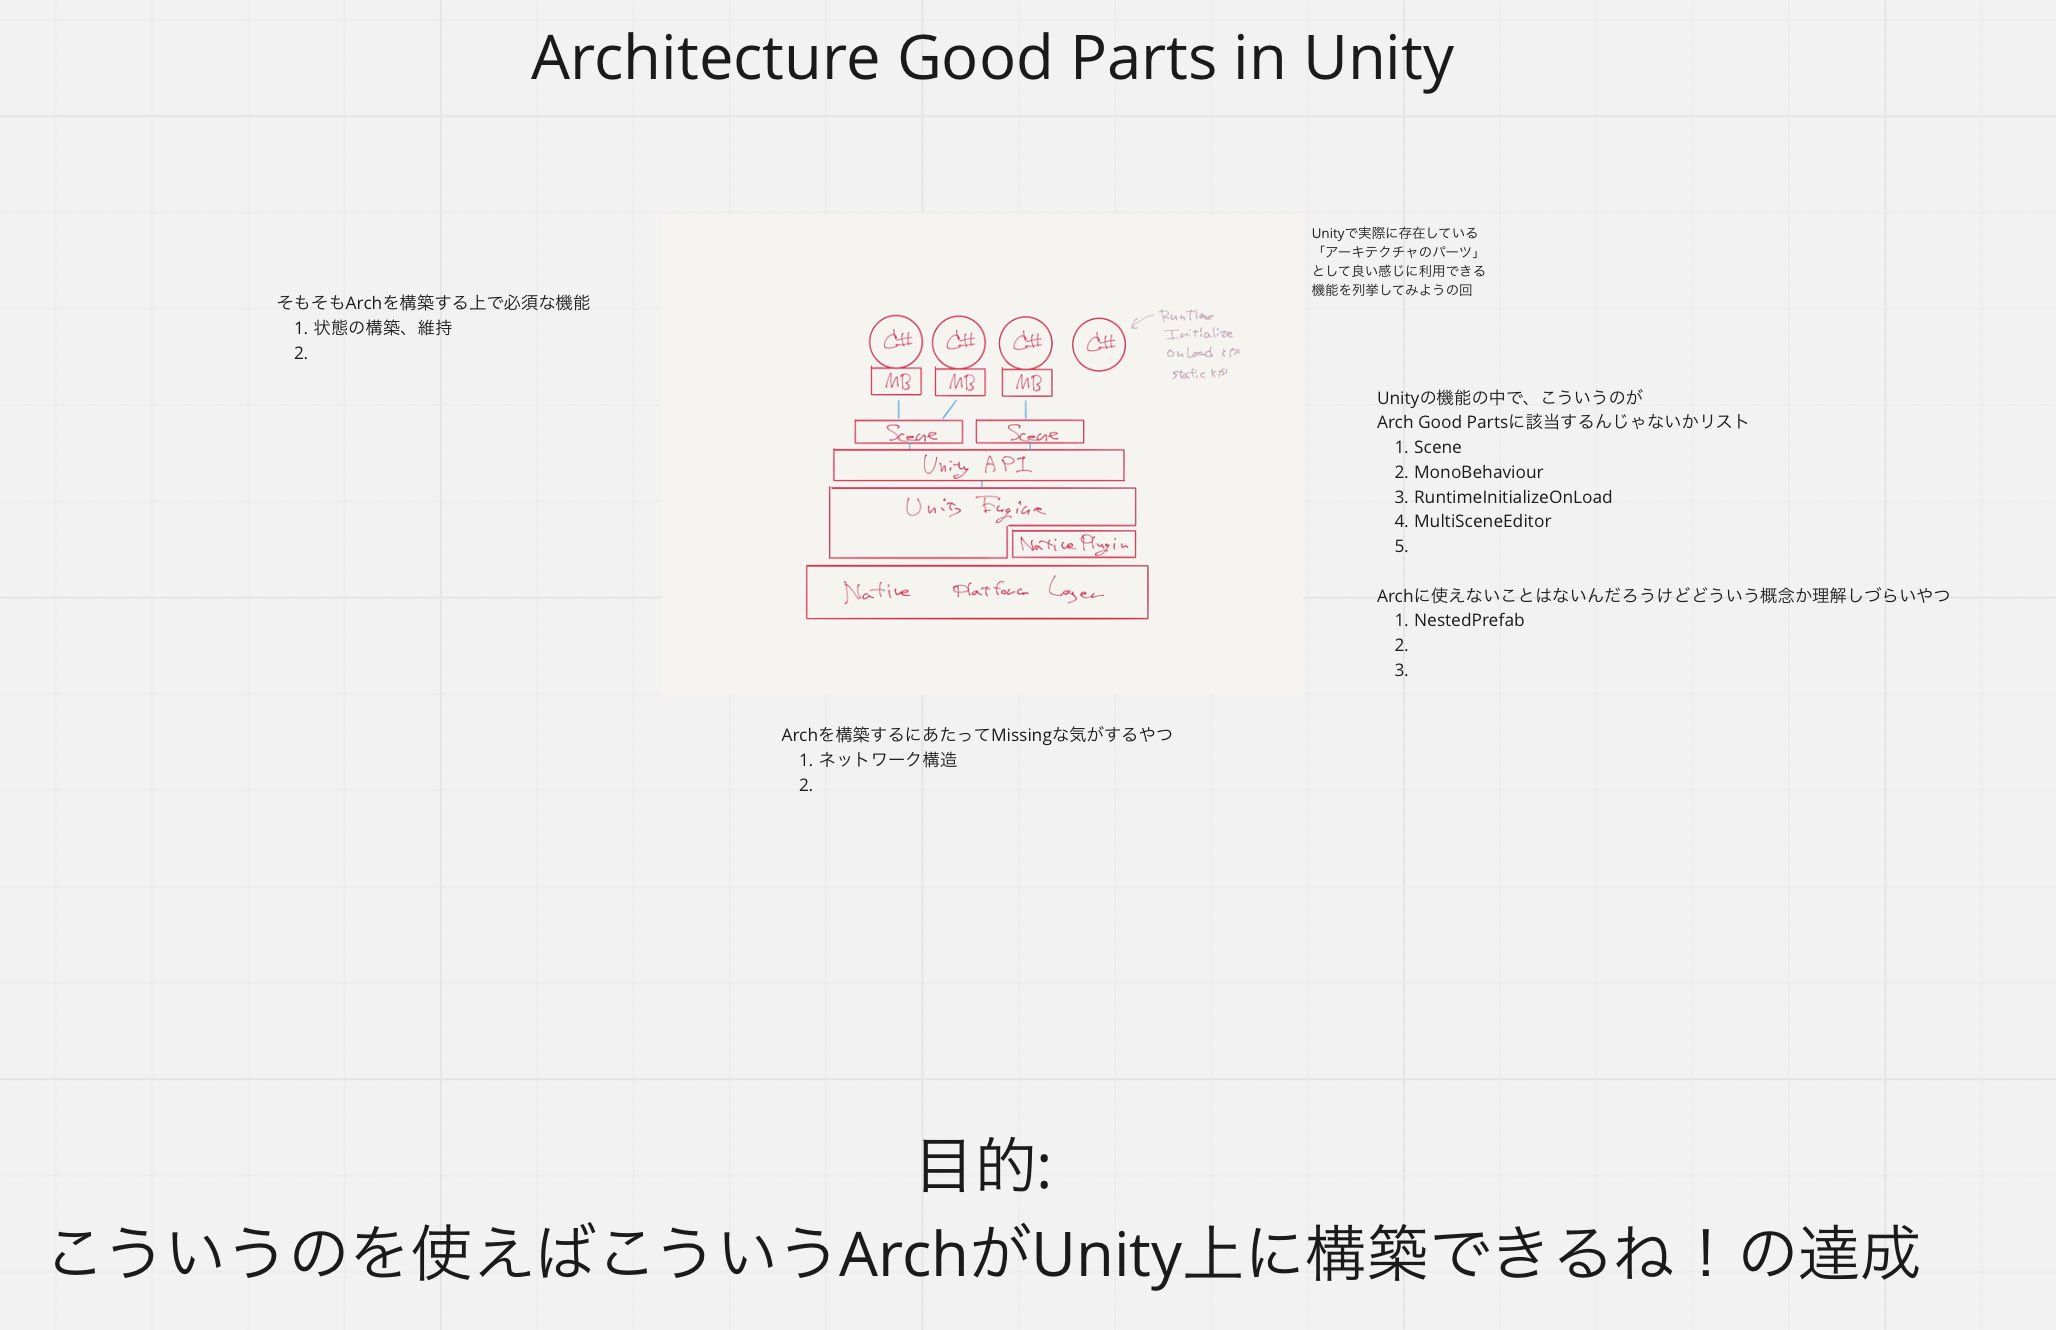 Architecture Good Parts in Unity
Unityで実際に存在している
「アーキテクチャのパーツ」
として良い感じに利用できる
機能を列挙してみようの回
そもそもArchを構築する上で必須な機能
1. 状態の構築、維持
2.
C# C# C# C#
Runtime
Initialize
OnLoad とか
static とか
MB MB MB
Scene Scene
Unity API
Unity Engine
Native Plugin
Native Platform Layer
Unityの機能の中で、こういうのが
Arch Good Partsに該当するんじゃないかリスト
1. Scene
2. MonoBehaviour
3. RuntimeInitializeOnLoad
4. MultiSceneEditor
5.
Archに使えないことはないんだろうけどどういう概念か理解しづらいやつ
1. NestedPrefab
2.
3.
Archを構築するにあたってMissingな気がするやつ
1. ネットワーク構造
2.
目的:
こういうのを使えばこういうArchがUnity上に構築できるね！の達成